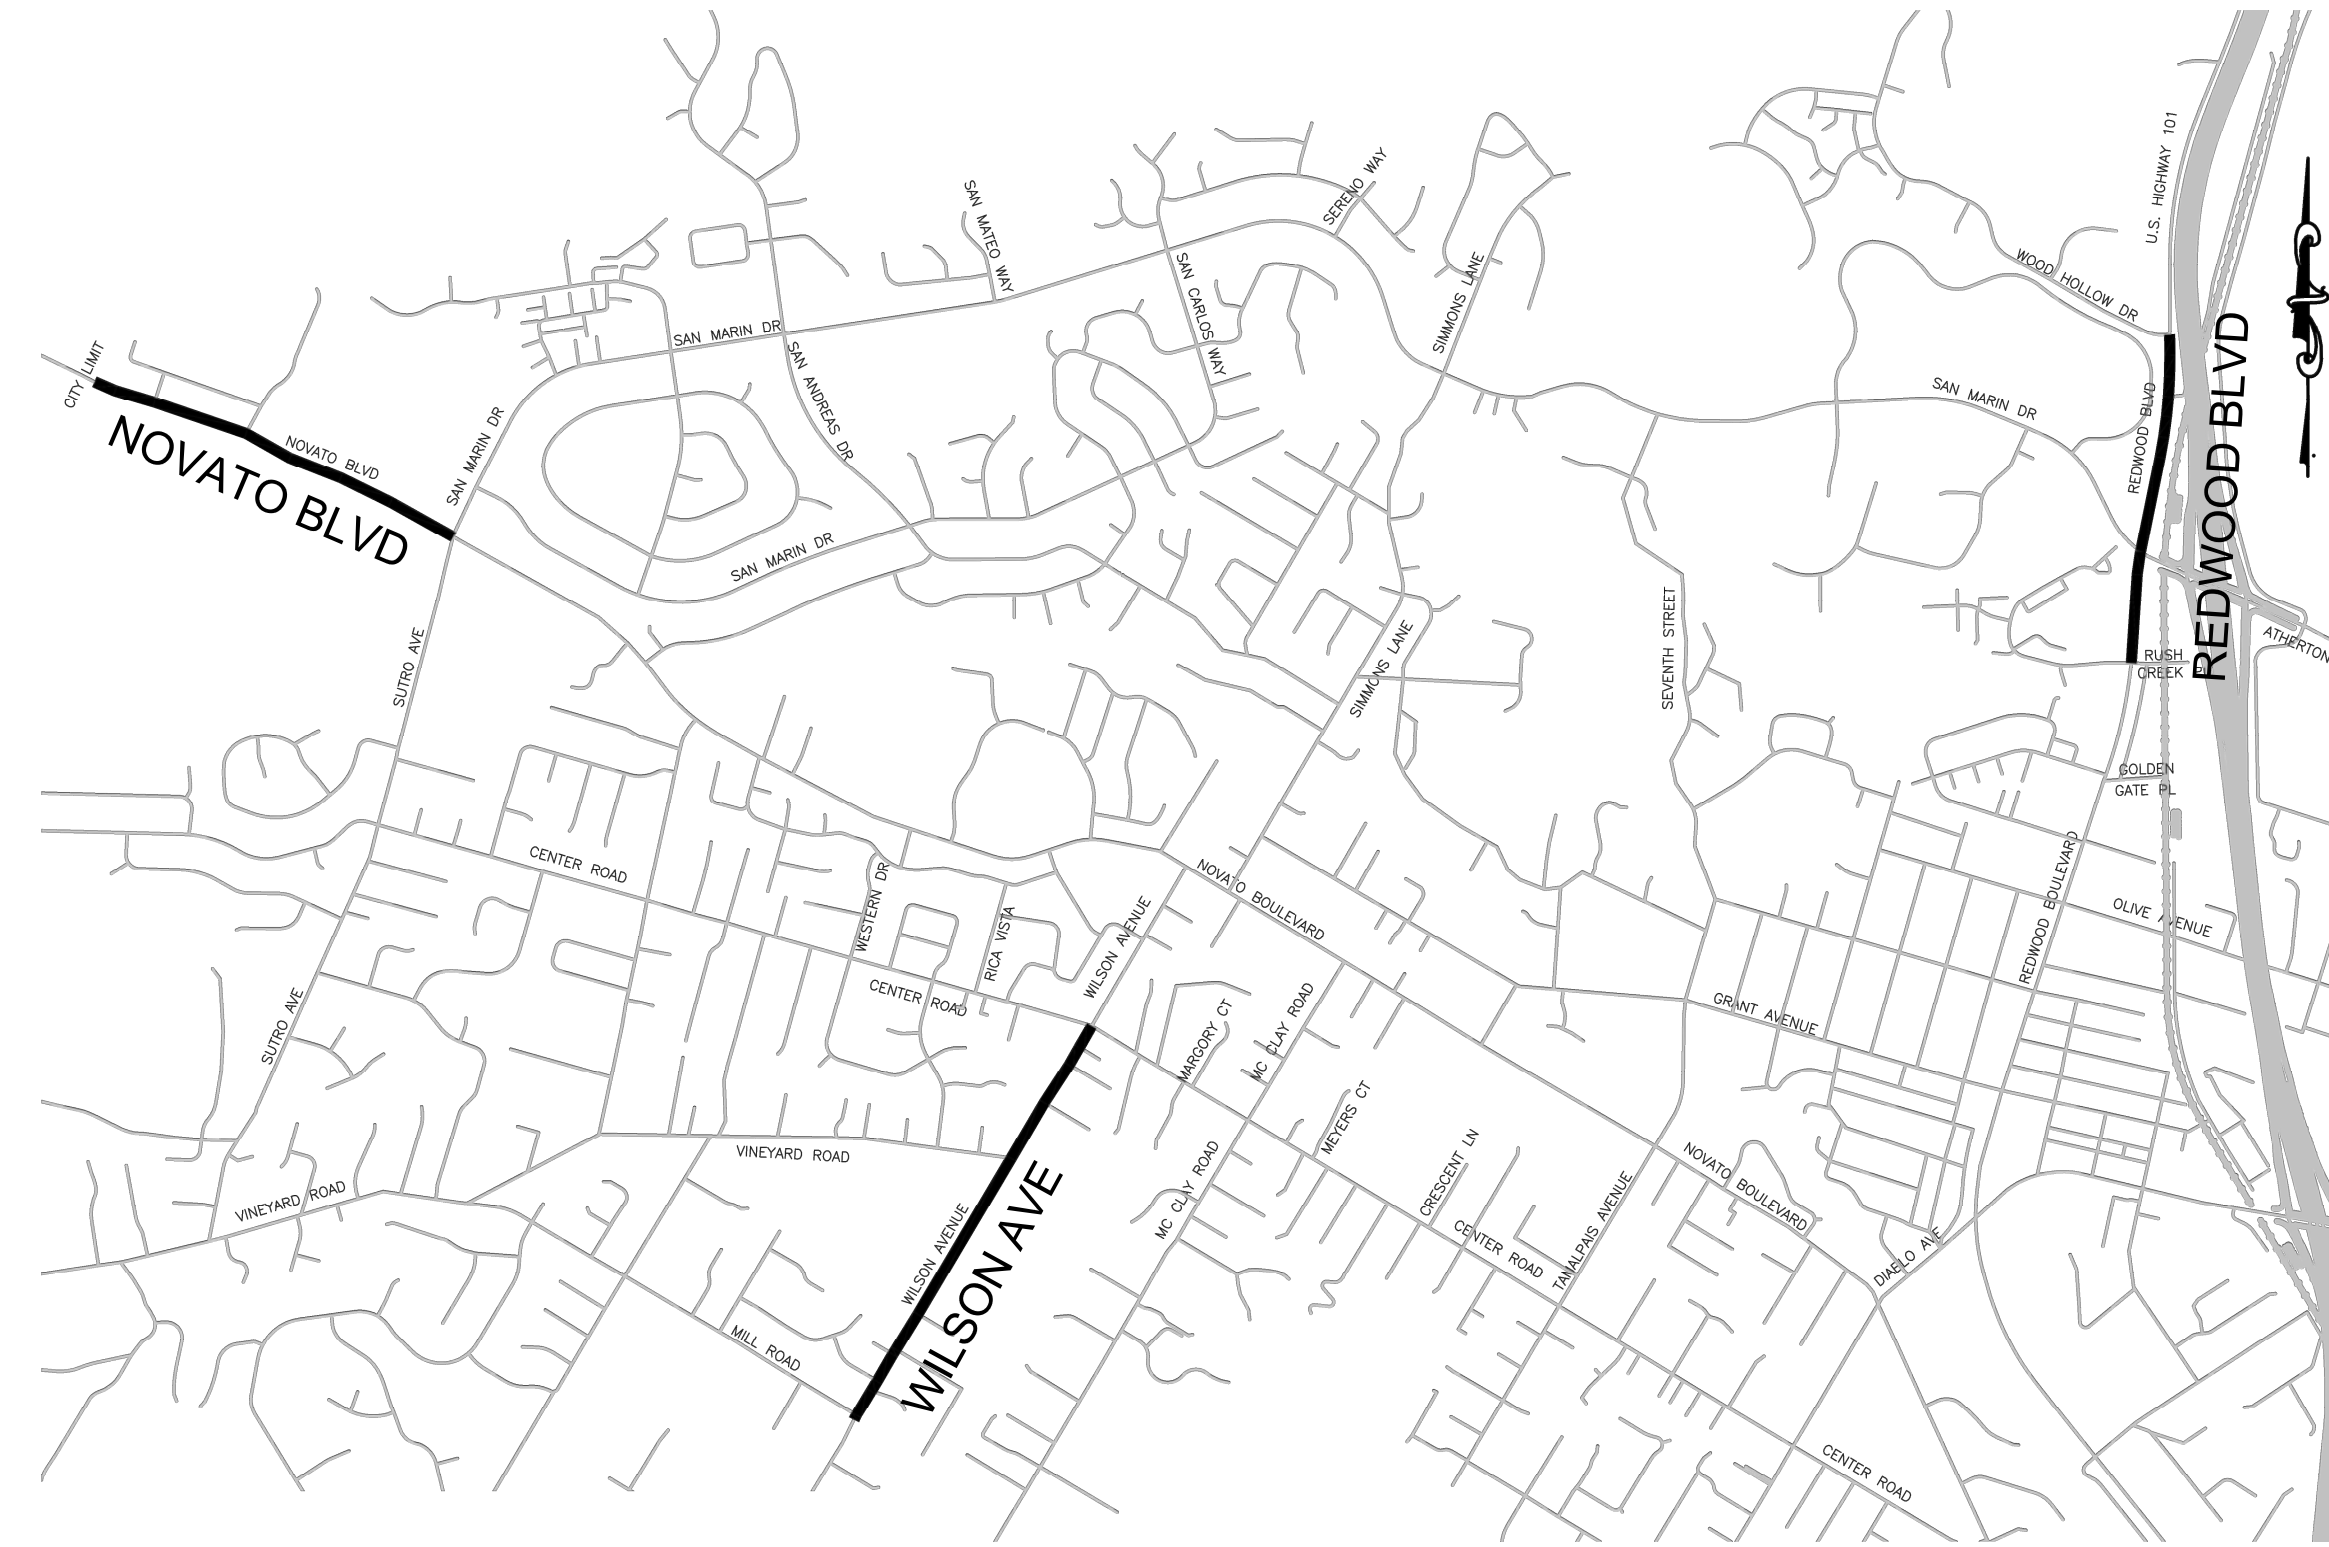 U.S. HIGHWAY 101
SERENO WAY
SAN MATEO WAY
WOOD HOLLOW DR
SAN CARLOS WAY
SIMMONS LANE
SAN MARIN DR
CITY LIMIT
SAN ANDREAS DR
REDWOOD BLVD
REDWOOD BLVD
SAN MARIN DR
SAN MARIN DR
NOVATO BLVD
NOVATO BLVD
SAN MARIN DR
SUTRO AVE
SIMMONS LANE
SEVENTH STREET
ATHERTON
RUSH
CREEK PL
GOLDEN
GATE PL
CENTER ROAD
WESTERN DR
NOVATO BOULEVARD
REDWOOD BOULEVARD
OLIVE AVENUE
RICA VISTA
WILSON AVENUE
CENTER ROAD
GRANT AVENUE
SUTRO AVE
MARGORY CT
MC CLAY ROAD
MEYERS CT
VINEYARD ROAD
CRESCENT LN
MC CLAY ROAD
NOVATO BOULEVARD
VINEYARD ROAD
WILSON AVENUE
WILSON AVE
TAMALPAIS AVENUE
CENTER ROAD
DIABLO AVE
MILL ROAD
CENTER ROAD